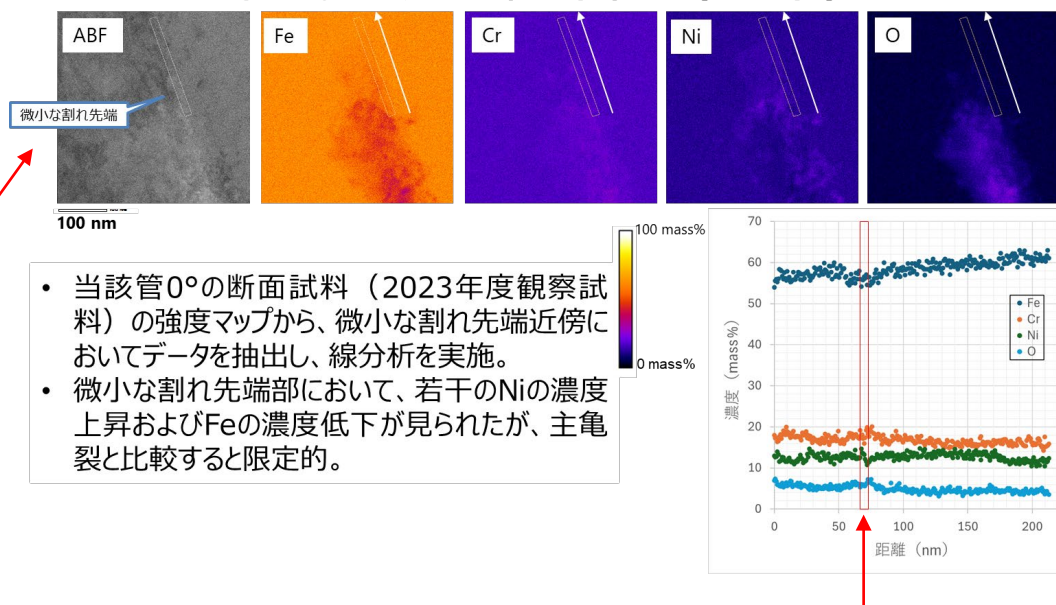 ABF
Fe
Cr
Ni
O
微小な割れ先端
100 nm
100 mass%
0 mass%
• 当該管0°の断面試料（2023年度観察試
料）の強度マップから、微小な割れ先端近傍に
おいてデータを抽出し、線分析を実施。
• 微小な割れ先端部において、若干のNiの濃度
上昇およびFeの濃度低下が見られたが、主亀
裂と比較すると限定的。
70
60
50
40
30
20
10
0
濃度（mass%）
Fe
Cr
Ni
O
0 50 100 150 200
距離（nm）